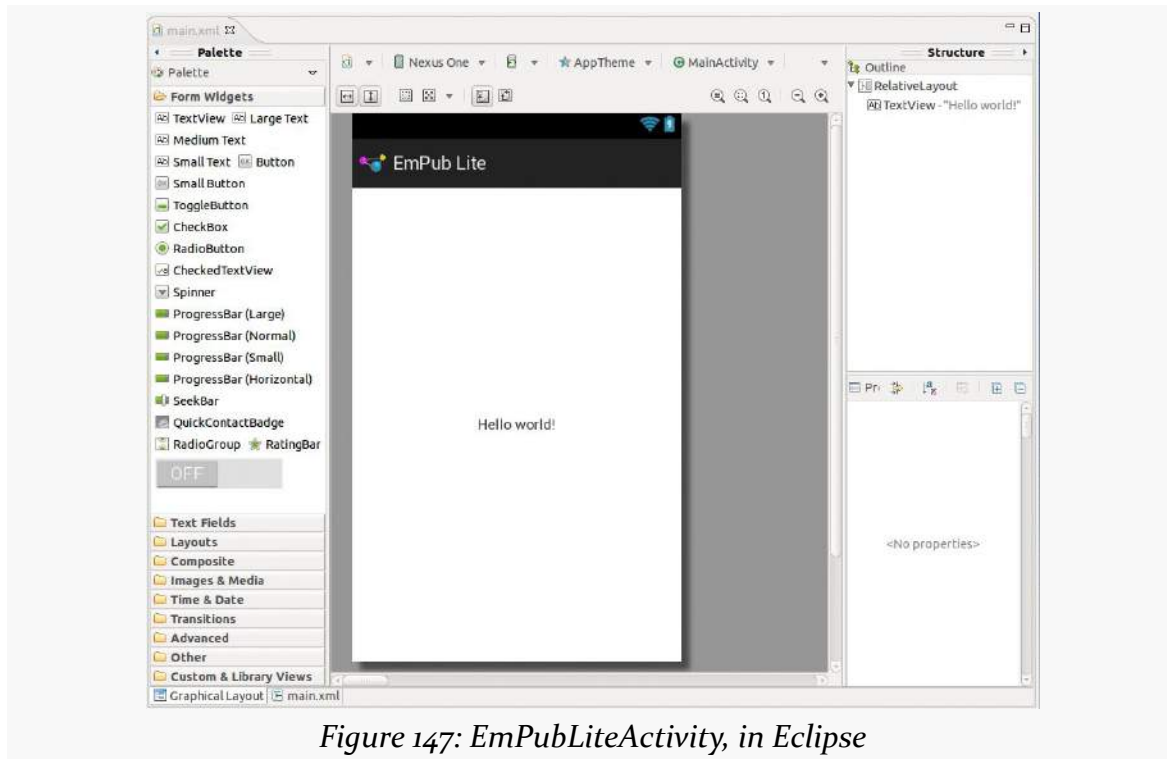 main.xml
Palette
Palette
Form Widgets
TextView Large Text
Medium Text
Small Text Button
Small Button
ToggleButton
CheckBox
RadioButton
CheckedTextView
Spinner
ProgressBar (Large)
ProgressBar (Normal)
ProgressBar (Small)
ProgressBar (Horizontal)
SeekBar
QuickContactBadge
RadioGroup RatingBar
OFF
Text Fields
Layouts
Composite
Images & Media
Time & Date
Transitions
Advanced
Other
Custom & Library Views
Graphical Layout main.xml
Nexus One AppTheme MainActivity
EmPub Lite
Hello world!
Structure
Outline
RelativeLayout
Ab TextView - "Hello world!"
Pr
<No properties>
Figure 147: EmPubLiteActivity, in Eclipse